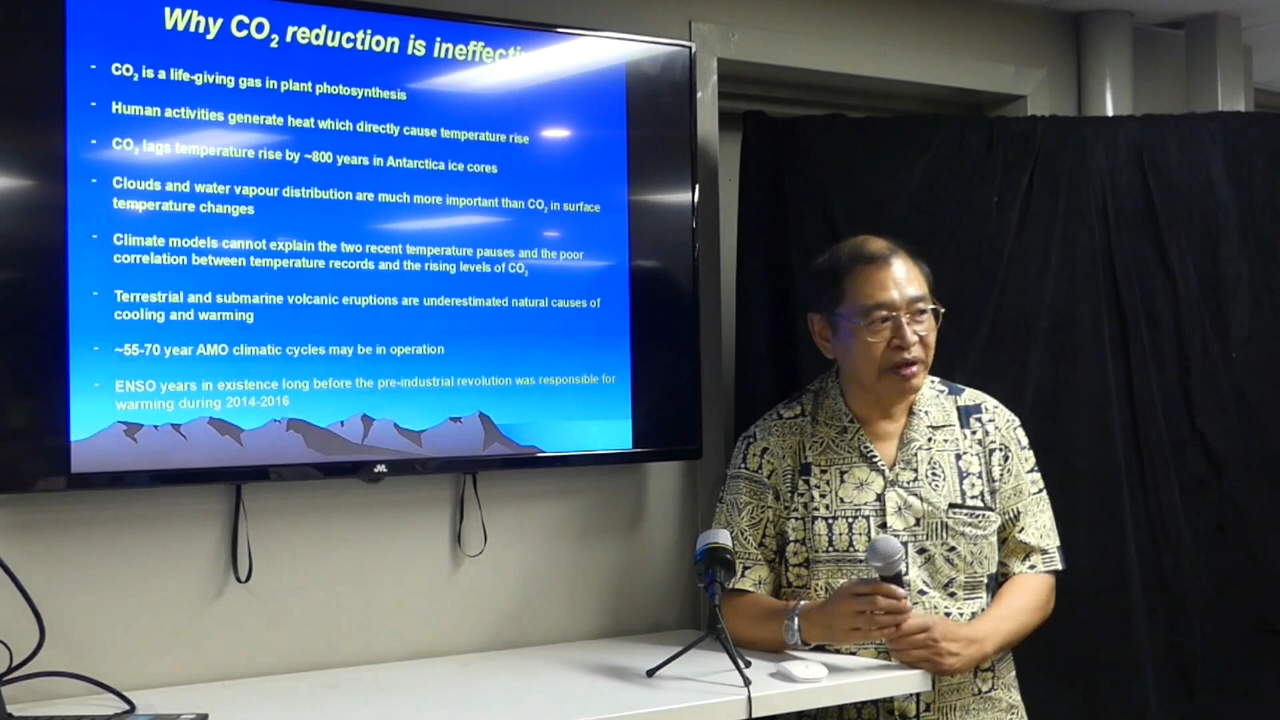 Why CO2 reduction is ineffecti
- CO2 is a life-giving gas in plant photosynthesis
- Human activities generate heat which directly cause temperature rise
- CO2 lags temperature rise by ~800 years in Antarctica ice cores
- Clouds and water vapour distribution are much more important than CO2 in surface
temperature changes
- Climate models cannot explain the two recent temperature pauses and the poor
correlation between temperature records and the rising levels of CO2
- Terrestrial and submarine volcanic eruptions are underestimated natural causes of
cooling and warming
- ~55-70 year AMO climatic cycles may be in operation
- ENSO years in existence long before the pre-industrial revolution was responsible for
warming during 2014-2016
JVL